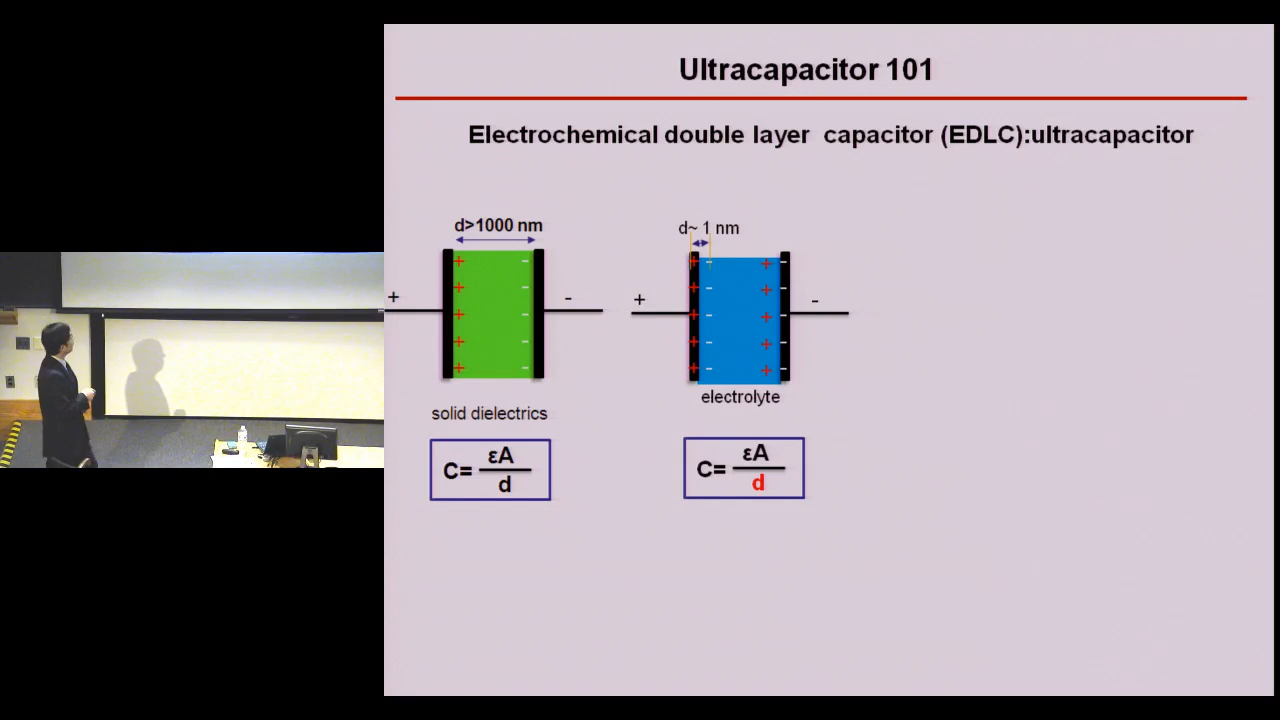 Ultracapacitor 101
Electrochemical double layer capacitor (EDLC):ultracapacitor
d>1000 nm
d~ 1 nm
+ -
+ -
solid dielectrics
electrolyte
C= εA / d
C= εA / d